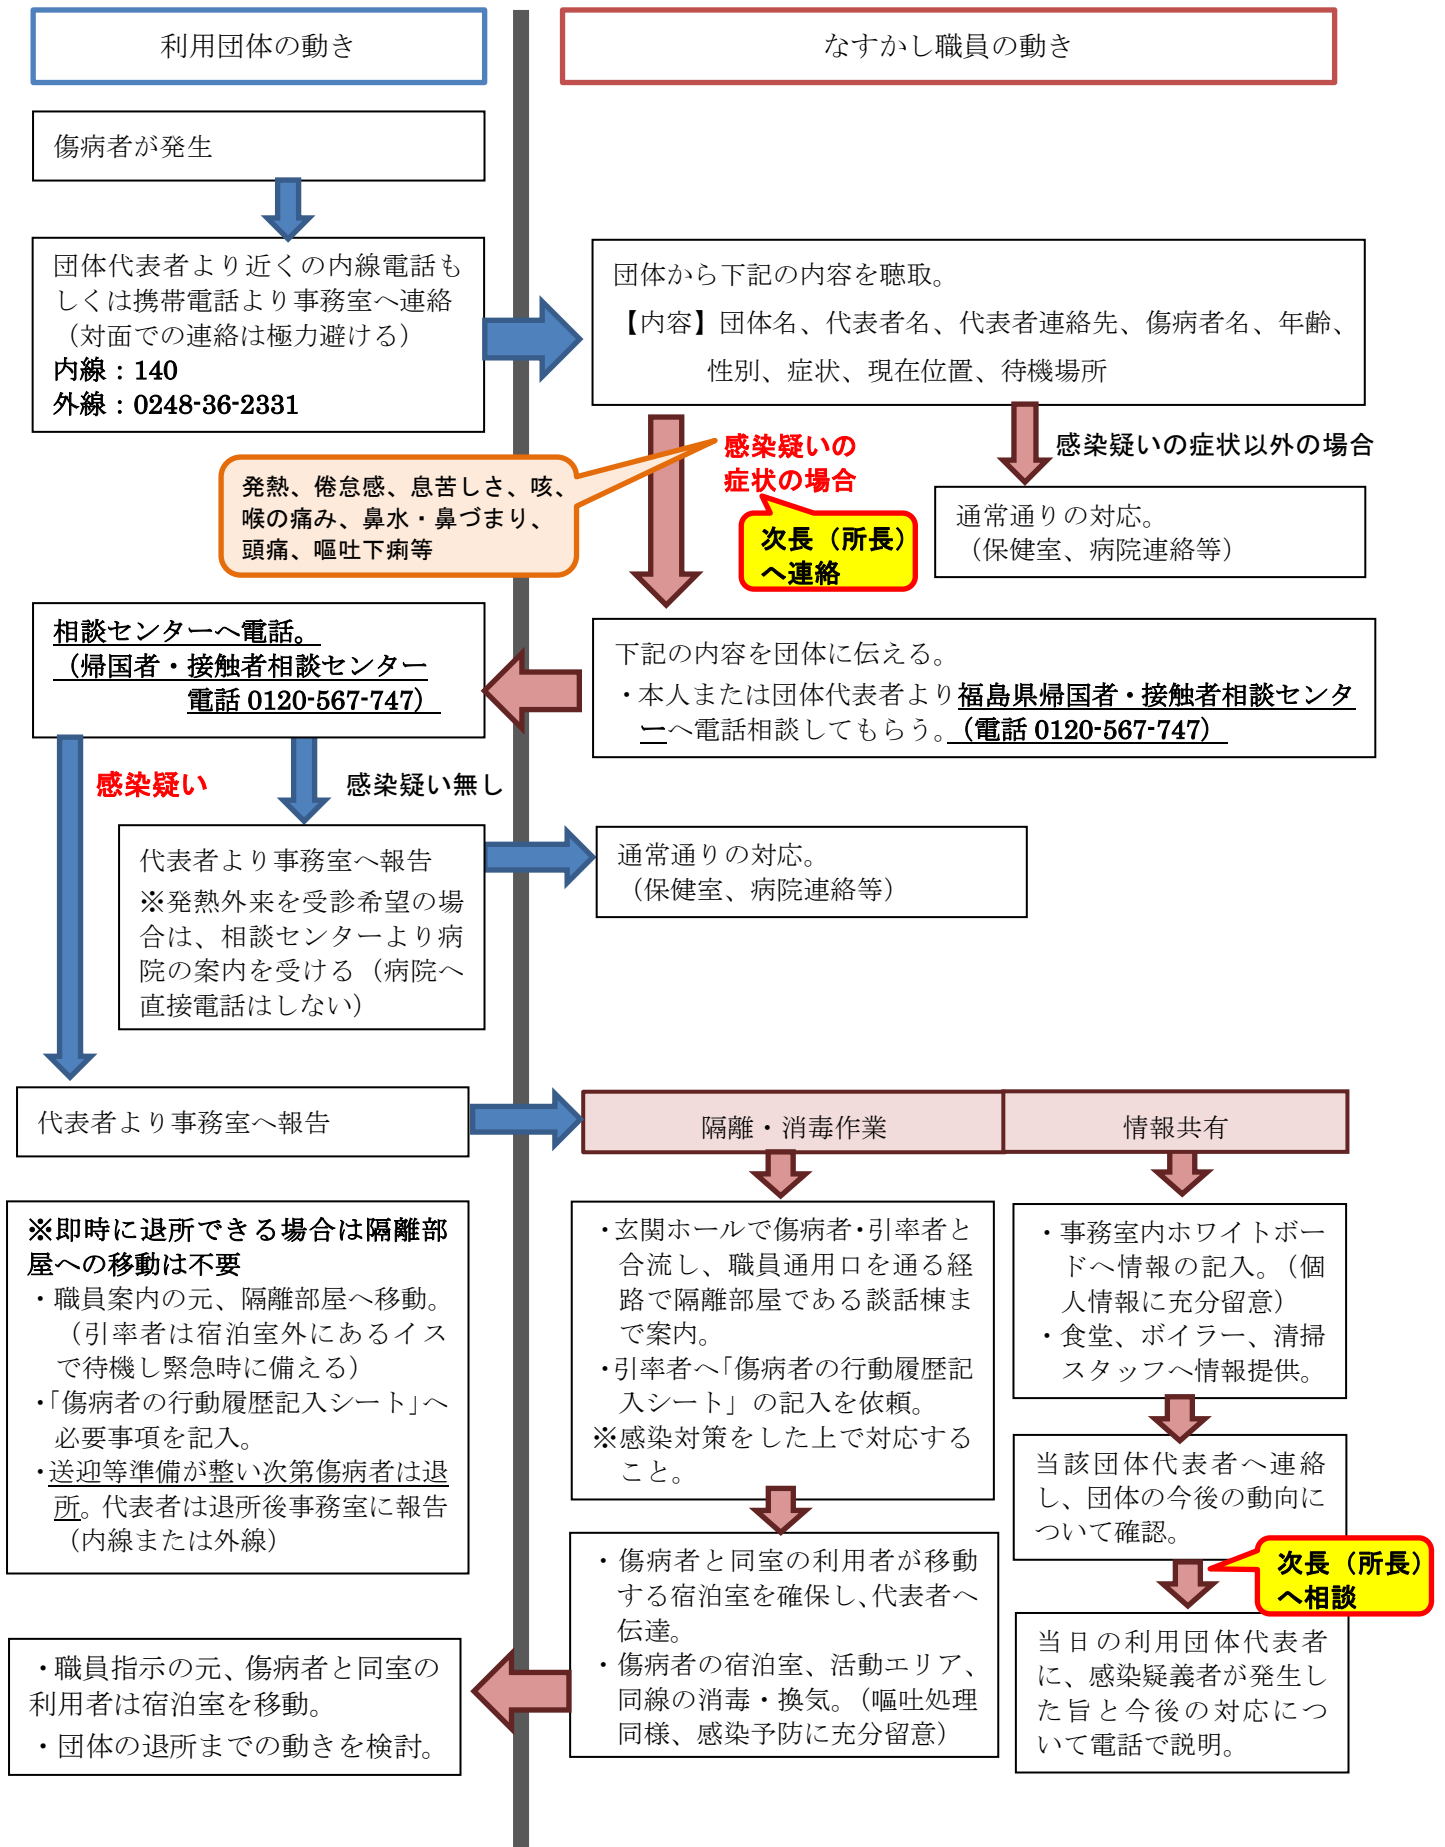 利用団体の動き
なすかし職員の動き
傷病者が発生
団体代表者より近くの内線電話も
しくは携帯電話より事務室へ連絡
（対面での連絡は極力避ける）
内線：140
外線：0248-36-2331
団体から下記の内容を聴取。
【内容】団体名、代表者名、代表者連絡先、傷病者名、年齢、
性別、症状、現在位置、待機場所
感染疑いの
症状の場合
感染疑いの症状以外の場合
発熱、倦怠感、息苦しさ、咳、
喉の痛み、鼻水・鼻づまり、
頭痛、嘔吐下痢等
次長（所長）
へ連絡
通常通りの対応。
（保健室、病院連絡等）
相談センターへ電話。
（帰国者・接触者相談センター
電話 0120-567-747）
下記の内容を団体に伝える。
・本人または団体代表者より福島県帰国者・接触者相談センタ
ーへ電話相談してもらう。（電話 0120-567-747）
感染疑い
感染疑い無し
代表者より事務室へ報告
※発熱外来を受診希望の場
合は、相談センターより病
院の案内を受ける（病院へ
直接電話はしない）
通常通りの対応。
（保健室、病院連絡等）
代表者より事務室へ報告
隔離・消毒作業
情報共有
※即時に退所できる場合は隔離部
屋への移動は不要
・職員案内の元、隔離部屋へ移動。
（引率者は宿泊室外にあるイス
で待機し緊急時に備える）
・「傷病者の行動履歴記入シート」へ
必要事項を記入。
・送迎等準備が整い次第傷病者は退
所。代表者は退所後事務室に報告
（内線または外線）
・玄関ホールで傷病者・引率者と
合流し、職員通用口を通る経
路で隔離部屋である談話棟ま
で案内。
・引率者へ「傷病者の行動履歴記
入シート」の記入を依頼。
※感染対策をした上で対応する
こと。
・事務室内ホワイトボー
ドへ情報の記入。（個
人情報に充分留意）
・食堂、ボイラー、清掃
スタッフへ情報提供。
当該団体代表者へ連絡
し、団体の今後の動向に
ついて確認。
次長（所長）
へ相談
・傷病者と同室の利用者が移動
する宿泊室を確保し、代表者へ
伝達。
・傷病者の宿泊室、活動エリア、
同線の消毒・換気。（嘔吐処理
同様、感染予防に充分留意）
当日の利用団体代表者
に、感染疑義者が発生し
た旨と今後の対応につ
いて電話で説明。
・職員指示の元、傷病者と同室の
利用者は宿泊室を移動。
・団体の退所までの動きを検討。